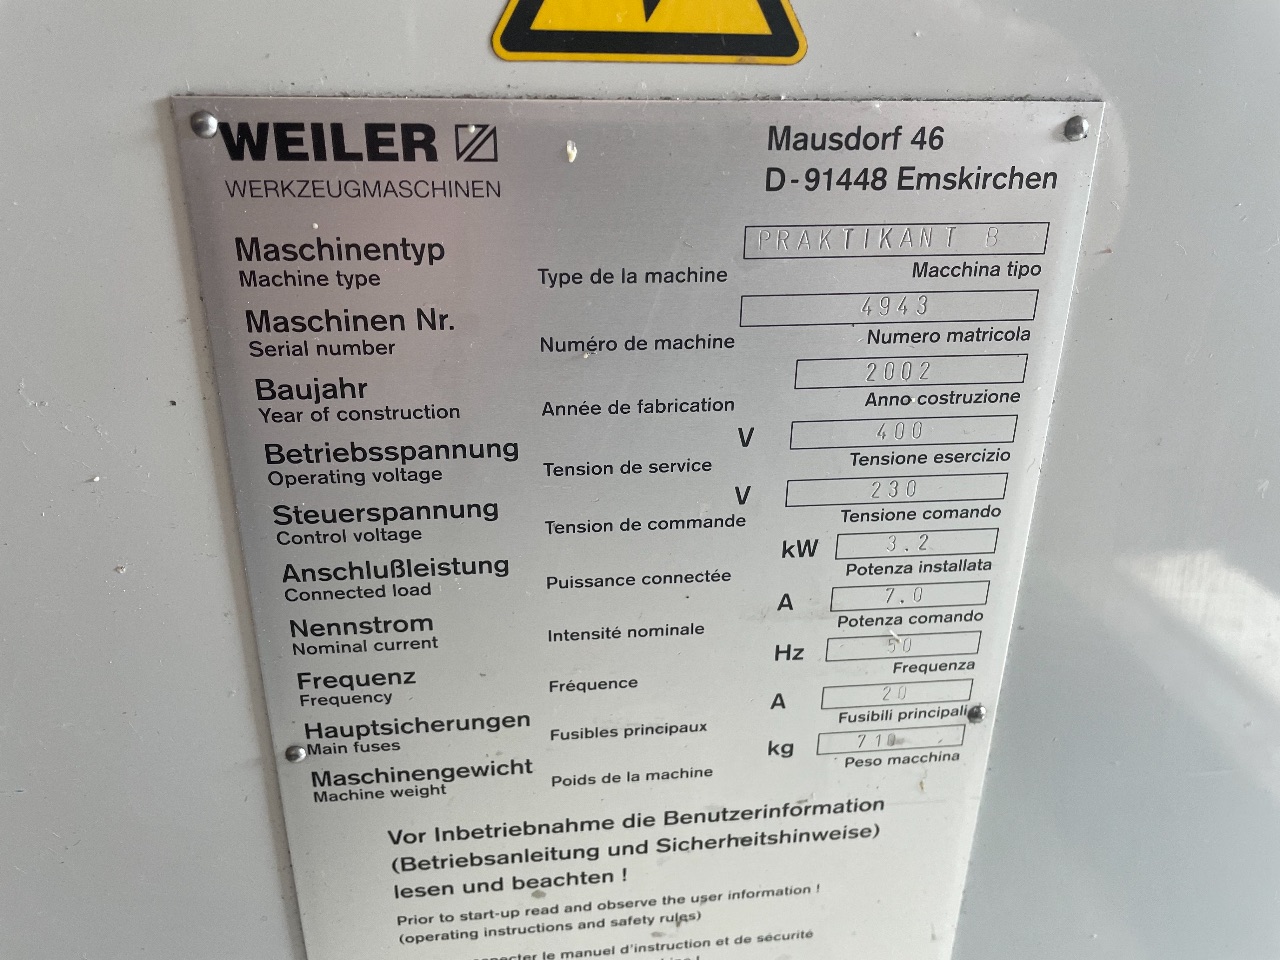 WEILER
WERKZEUGMASCHINEN
Mausdorf 46
D-91448 Emskirchen
Maschinentyp
Machine type
Type de la machine
PRAKTIKANT B
Macchina tipo
Maschinen Nr.
Serial number
Numéro de machine
4943
Numero matricola
Baujahr
Year of construction
Année de fabrication
2002
Anno costruzione
Betriebsspannung
Operating voltage
Tension de service
V
400
Tensione esercizio
Steuerspannung
Control voltage
Tension de commande
V
230
Tensione comando
Anschlußleistung
Connected load
Puissance connectée
kW
3.2
Potenza installata
Nennstrom
Nominal current
Intensité nominale
A
7.0
Potenza comando
Frequenz
Frequency
Fréquence
Hz
50
Frequenza
Hauptsicherungen
Main fuses
Fusibles principaux
A
20
Fusibili principali
Maschinengewicht
Machine weight
Poids de la machine
kg
710
Peso macchina
Vor Inbetriebnahme die Benutzerinformation
(Betriebsanleitung und Sicherheitshinweise)
lesen und beachten !
Prior to start-up read and observe the user information !
(operating instructions and safety rules)
le manuel d'instruction et de sécurité